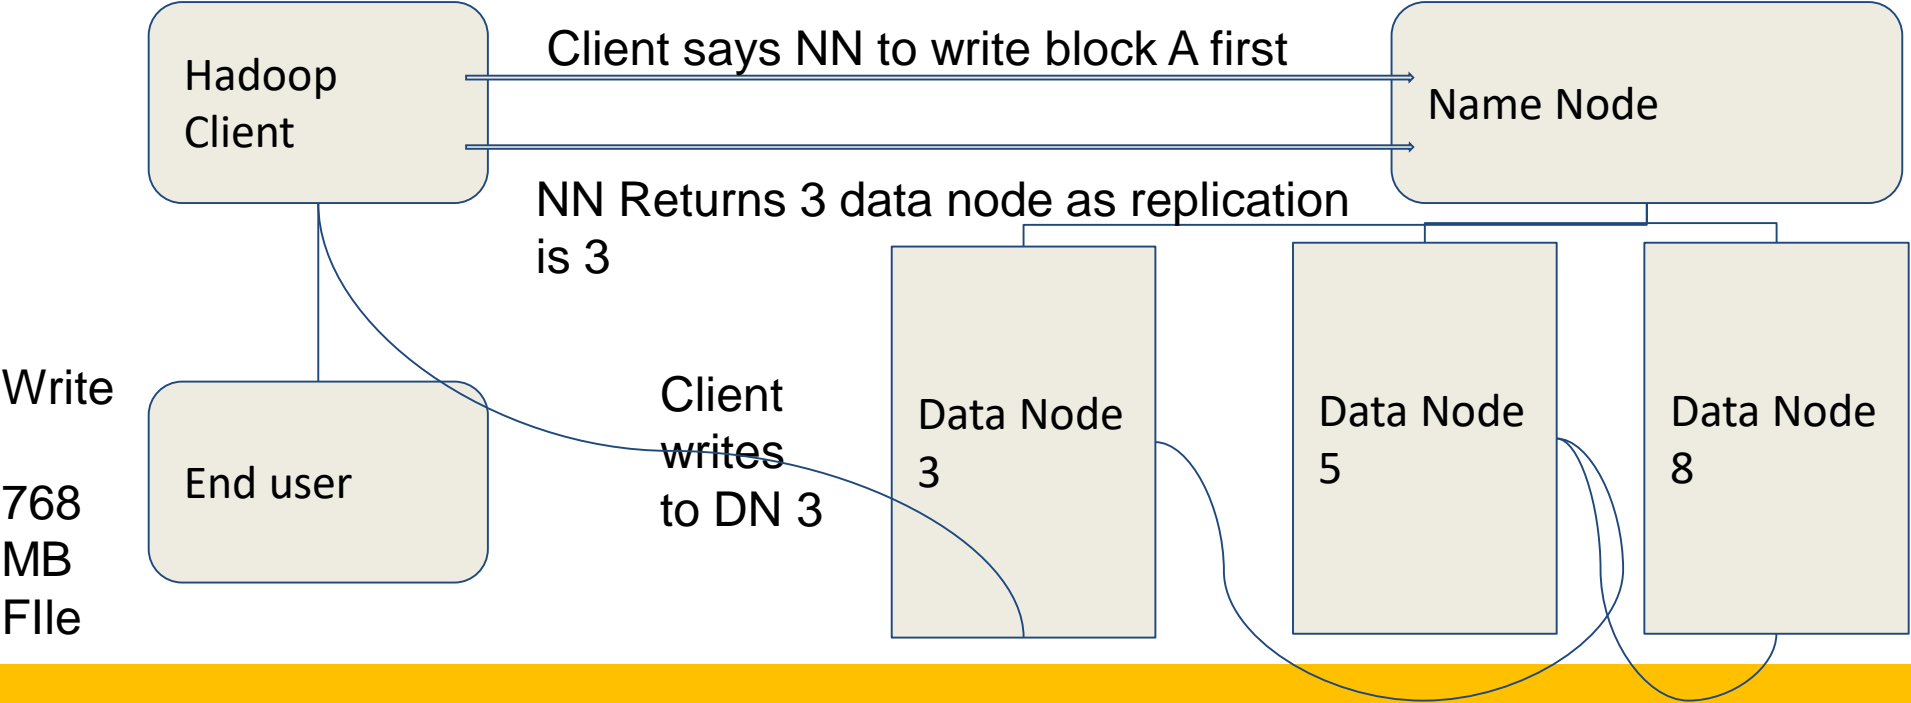 Client says NN to write block A first
Hadoop
Client
Name Node
NN Returns 3 data node as replication
is 3
Write
768
MB
FIle
End user
Client
writes
to DN 3
Data Node
3
Data Node
5
Data Node
8